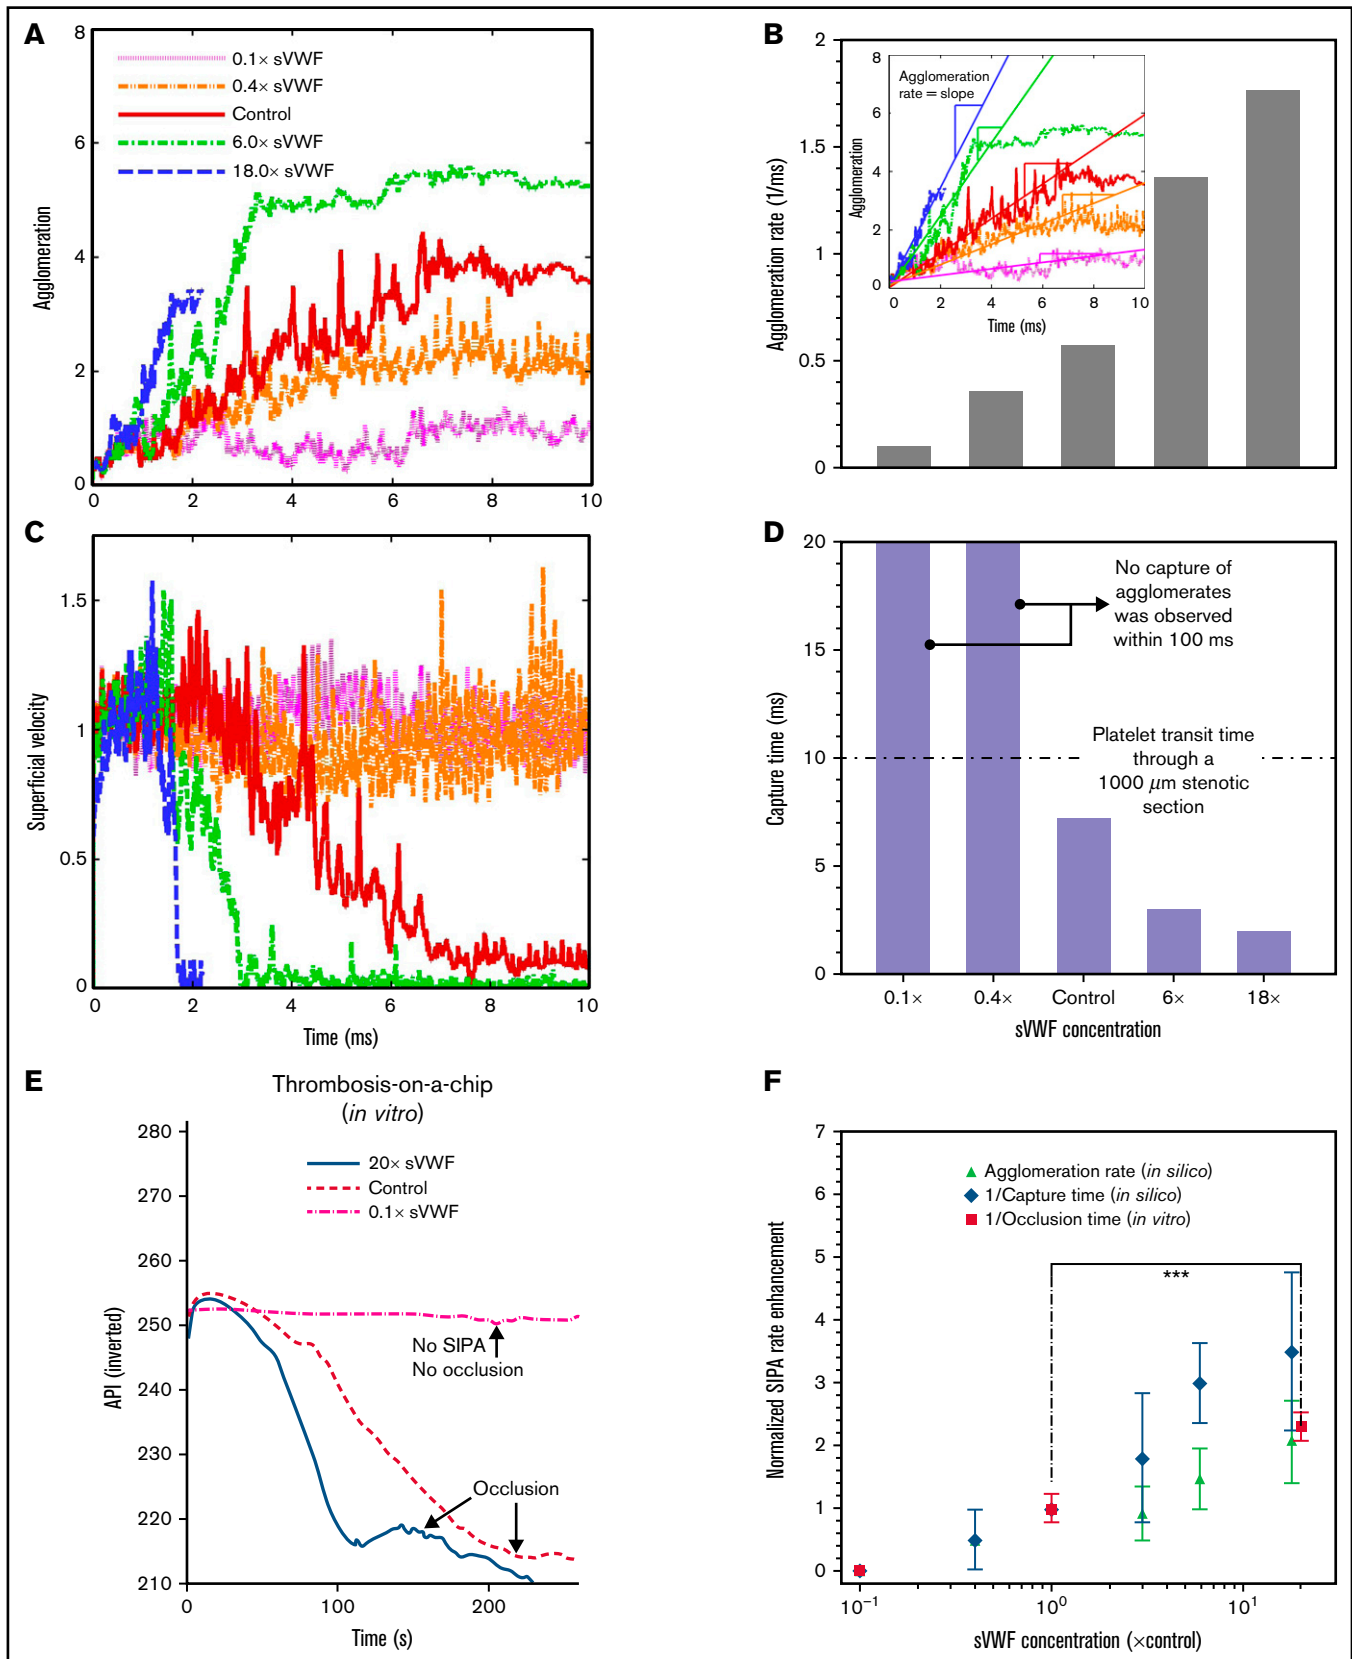 A
8
6
4
2
0
Agglomeration
0.1× sVWF
0.4× sVWF
Control
6.0× sVWF
18.0× sVWF
0 2 4 6 8 10
B
2
1.5
1
0.5
0
Agglomeration rate (1/ms)
8
6
4
2
0
Agglomeration
Agglomeration
rate = slope
0 2 4 6 8 10
Time (ms)
C
1.5
1
0.5
0
Superficial velocity
0 2 4 6 8 10
Time (ms)
D
20
15
10
5
0
Capture time (ms)
No capture of
agglomerates
was observed
within 100 ms
Platelet transit time
through a
1000 μm stenotic
section
0.1× 0.4× Control 6× 18×
sVWF concentration
E
Thrombosis-on-a-chip
(in vitro)
280
270
260
250
240
230
220
210
API (inverted)
20× sVWF
Control
0.1× sVWF
No SIPA
No occlusion
Occlusion
0 100 200
Time (s)
F
7
6
5
4
3
2
1
0
Normalized SIPA rate enhancement
Agglomeration rate (in silico)
1/Capture time (in silico)
1/Occlusion time (in vitro)
***
10⁻¹ 10⁰ 10¹
sVWF concentration (×control)